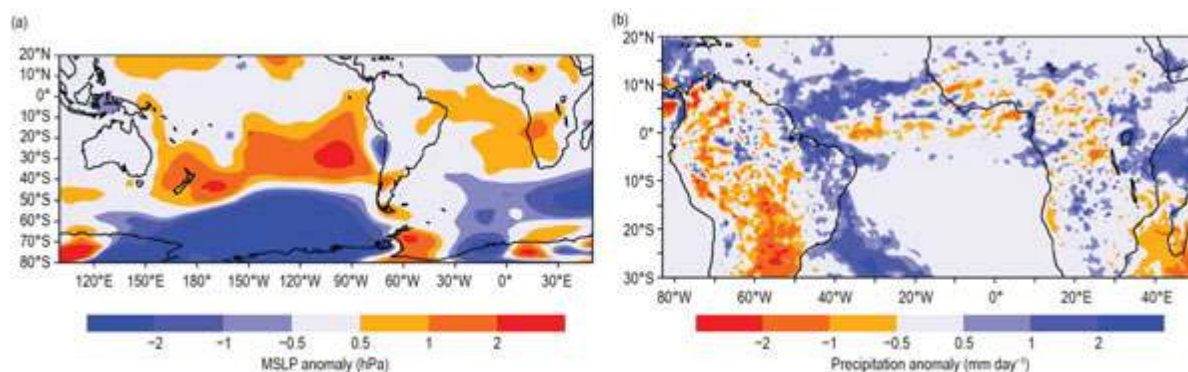 (a)
(b)
20°N
10°N
0°
10°S
20°S
30°S
40°S
50°S
60°S
70°S
80°S
120°E 150°E 180° 150°W 120°W 90°W 60°W 30°W 0° 30°E
−2 −1 −0.5 0.5 1 2
MSLP anomaly (hPa)
20°N
10°N
0°
10°S
20°S
30°S
80°W 60°W 40°W 20°W 0° 20°E 40°E
−2 −1 −0.5 0.5 1 2
Precipitation anomaly (mm day⁻¹)